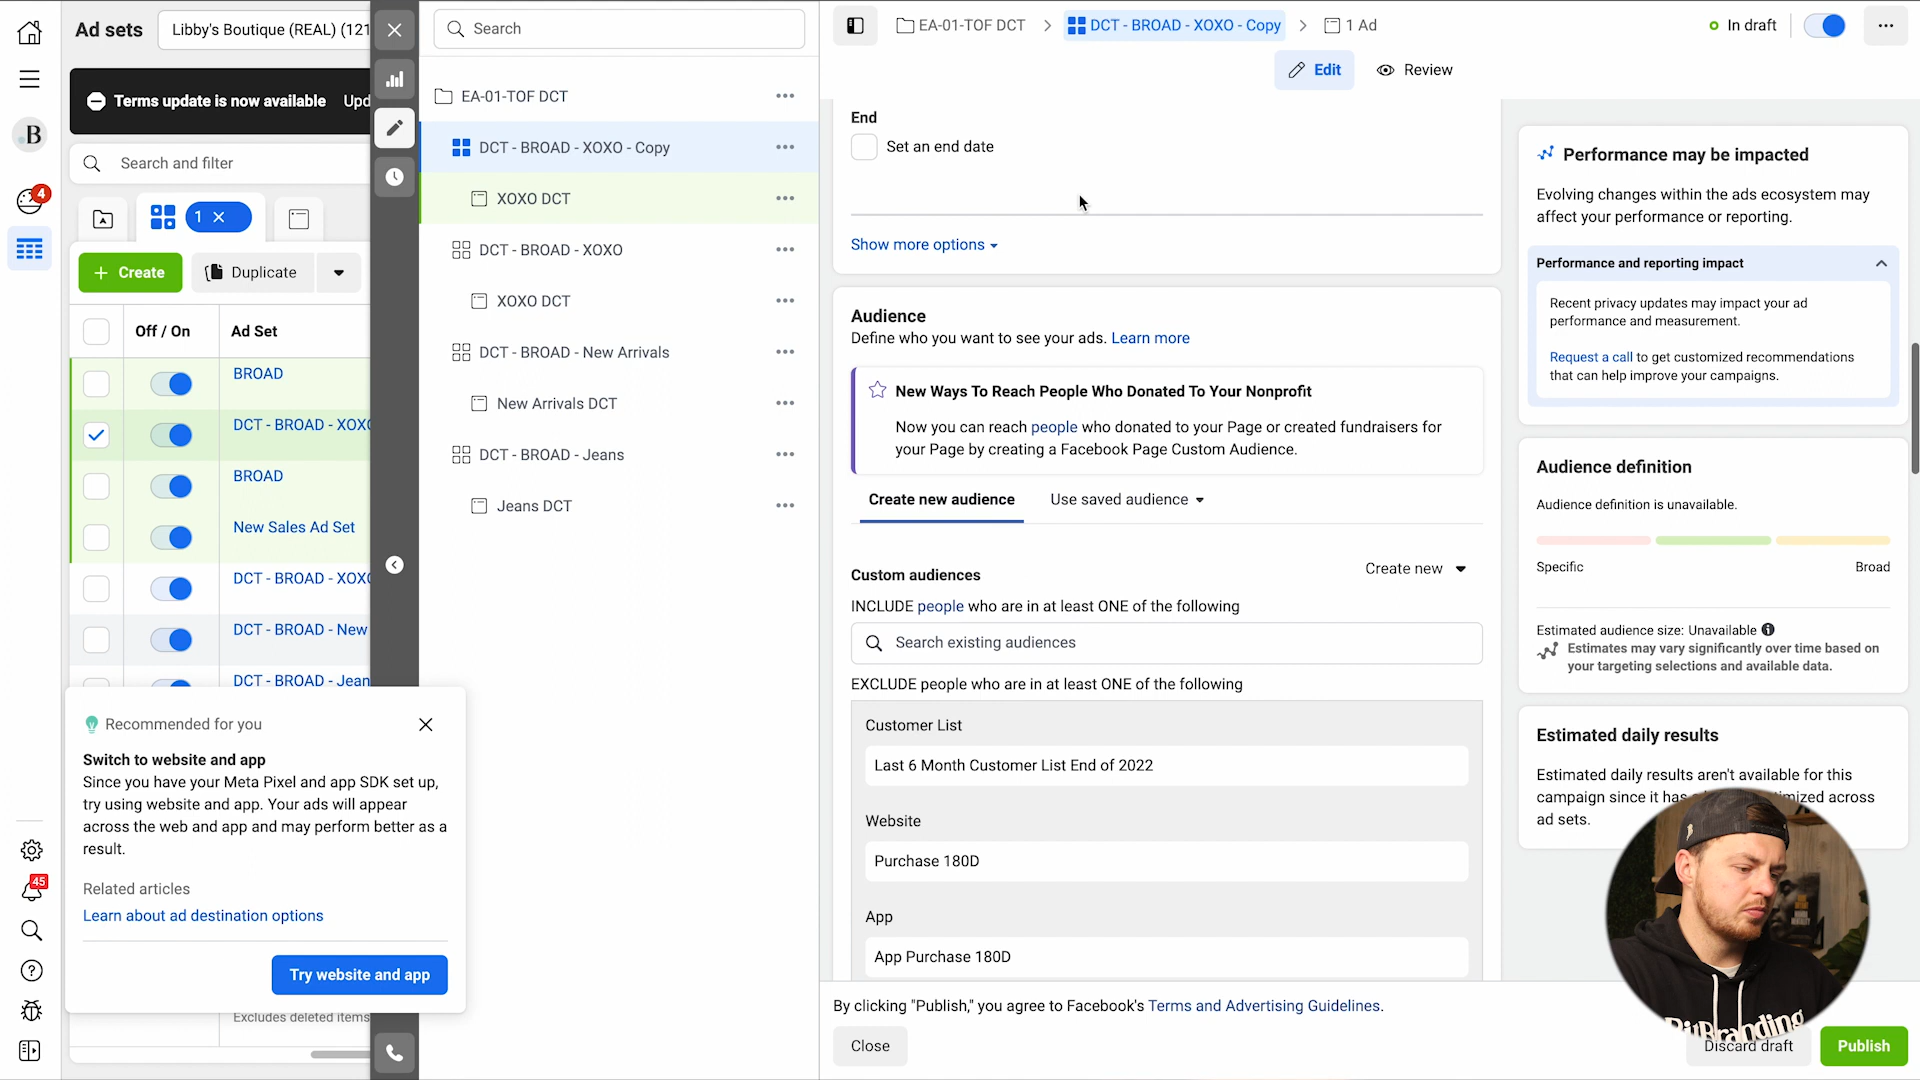 Ad sets
Libby's Boutique (REAL) (121
Terms update is now available Upd
Search and filter
1
Create
Duplicate
Off / On
Ad Set
BROAD
DCT - BROAD - XOXO
BROAD
New Sales Ad Set
DCT - BROAD - XOXO
DCT - BROAD - New
DCT - BROAD - Jean
B
4
45
Recommended for you
Switch to website and app
Since you have your Meta Pixel and app SDK set up,
try using website and app. Your ads will appear
across the web and app and may perform better as a
result.
Related articles
Learn about ad destination options
Try website and app
Excludes deleted items
Search
EA-01-TOF DCT
DCT - BROAD - XOXO - Copy
XOXO DCT
DCT - BROAD - XOXO
XOXO DCT
DCT - BROAD - New Arrivals
New Arrivals DCT
DCT - BROAD - Jeans
Jeans DCT
EA-01-TOF DCT
DCT - BROAD - XOXO - Copy
1 Ad
In draft
Edit
Review
End
Set an end date
Show more options
Audience
Define who you want to see your ads. Learn more
New Ways To Reach People Who Donated To Your Nonprofit
Now you can reach people who donated to your Page or created fundraisers for
your Page by creating a Facebook Page Custom Audience.
Create new audience
Use saved audience
Custom audiences
Create new
INCLUDE people who are in at least ONE of the following
Search existing audiences
EXCLUDE people who are in at least ONE of the following
Customer List
Last 6 Month Customer List End of 2022
Website
Purchase 180D
App
App Purchase 180D
By clicking "Publish," you agree to Facebook's Terms and Advertising Guidelines.
Close
Discard draft
Publish
Performance may be impacted
Evolving changes within the ads ecosystem may
affect your performance or reporting.
Performance and reporting impact
Recent privacy updates may impact your ad
performance and measurement.
Request a call to get customized recommendations
that can help improve your campaigns.
Audience definition
Audience definition is unavailable.
Specific
Broad
Estimated audience size: Unavailable
Estimates may vary significantly over time based on
your targeting selections and available data.
Estimated daily results
Estimated daily results aren't available for this
campaign since it has across
ad sets.
BitBranding